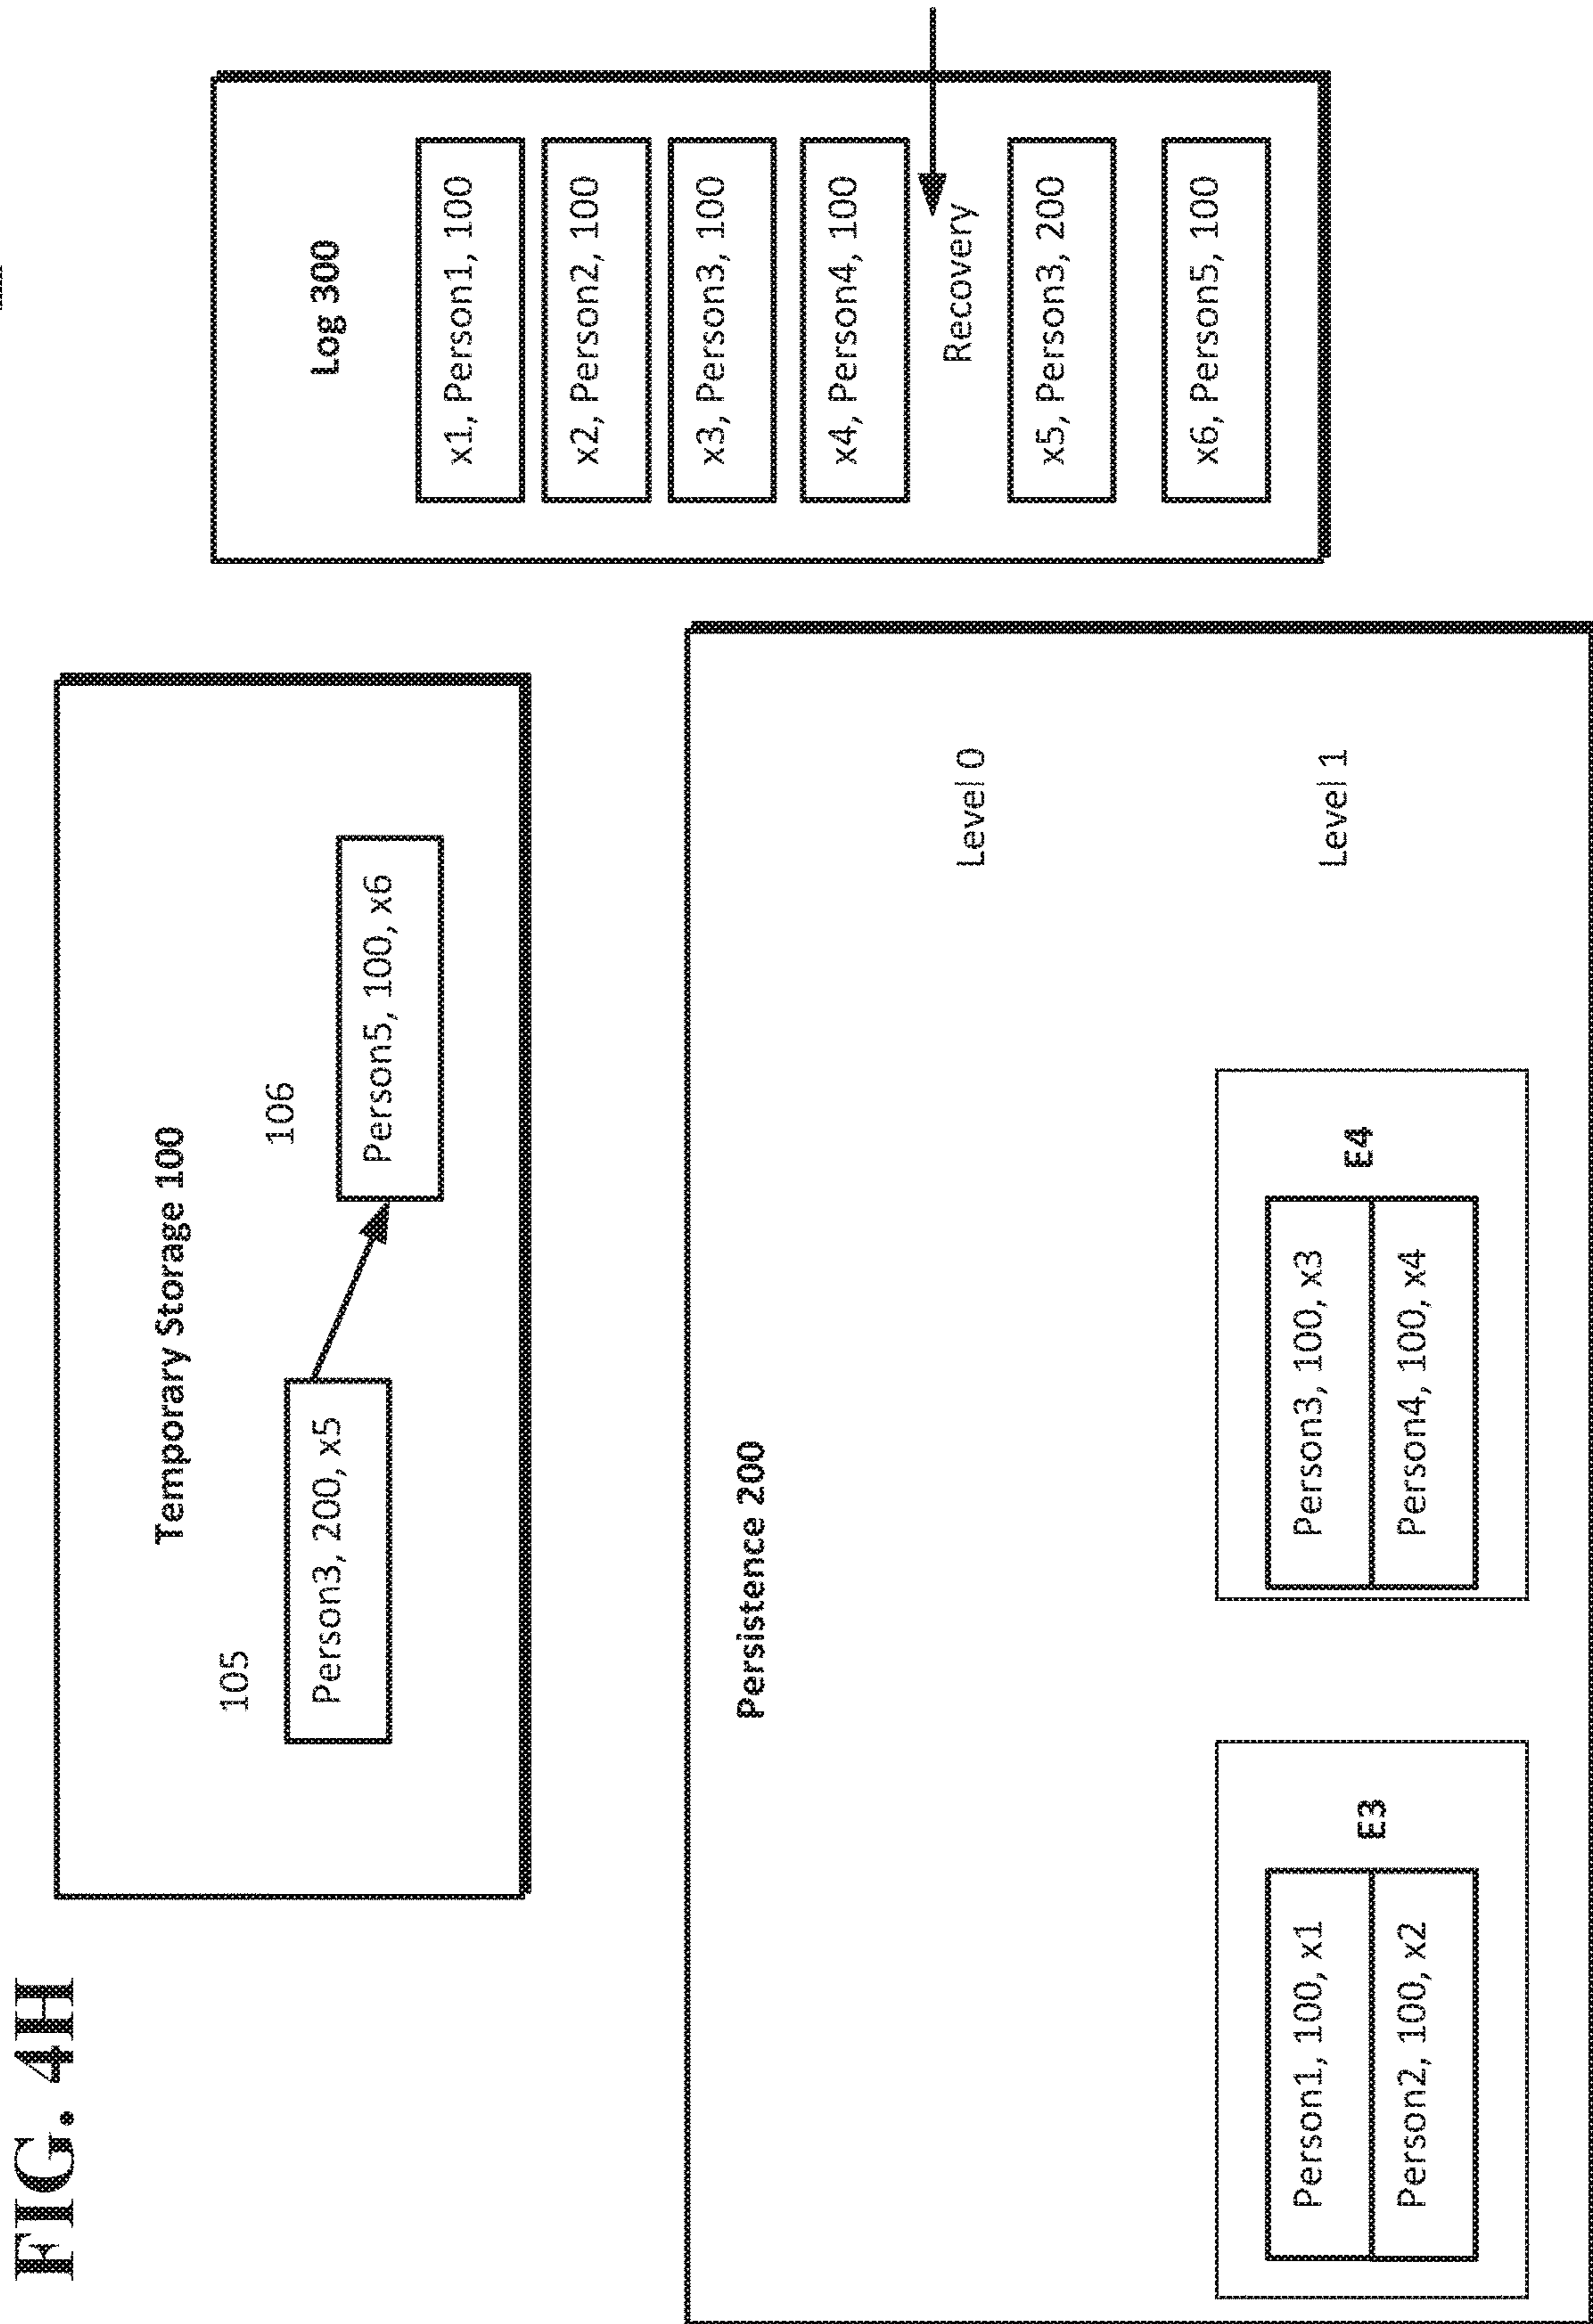 FIG. 4H
Temporary Storage 100
105
Person3, 200, x5
106
Person5, 100, x6
Log 300
x1, Person1, 100
x2, Person2, 100
x3, Person3, 100
x4, Person4, 100
Recovery
x5, Person3, 200
x6, Person5, 100
Persistence 200
Level 0
Level 1
E3
Person1, 100, x1
Person2, 100, x2
E4
Person3, 100, x3
Person4, 100, x4